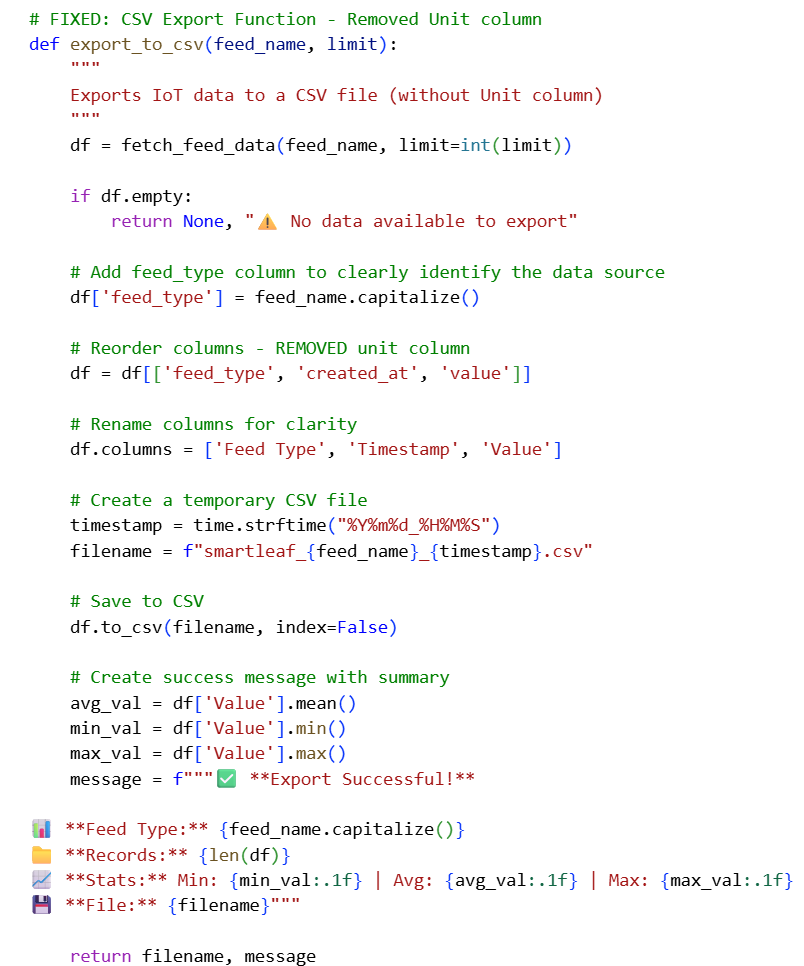 # FIXED: CSV Export Function - Removed Unit column
def export_to_csv(feed_name, limit):
    """
    Exports IoT data to a CSV file (without Unit column)
    """
    df = fetch_feed_data(feed_name, limit=int(limit))

    if df.empty:
        return None, "⚠️ No data available to export"

    # Add feed_type column to clearly identify the data source
    df['feed_type'] = feed_name.capitalize()

    # Reorder columns - REMOVED unit column
    df = df[['feed_type', 'created_at', 'value']]

    # Rename columns for clarity
    df.columns = ['Feed Type', 'Timestamp', 'Value']

    # Create a temporary CSV file
    timestamp = time.strftime("%Y%m%d_%H%M%S")
    filename = f"smartleaf_{feed_name}_{timestamp}.csv"

    # Save to CSV
    df.to_csv(filename, index=False)

    # Create success message with summary
    avg_val = df['Value'].mean()
    min_val = df['Value'].min()
    max_val = df['Value'].max()
    message = f"""✅ **Export Successful!**

📊 **Feed Type:** {feed_name.capitalize()}
📁 **Records:** {len(df)}
📈 **Stats:** Min: {min_val:.1f} | Avg: {avg_val:.1f} | Max: {max_val:.1f}
💾 **File:** {filename}"""

    return filename, message